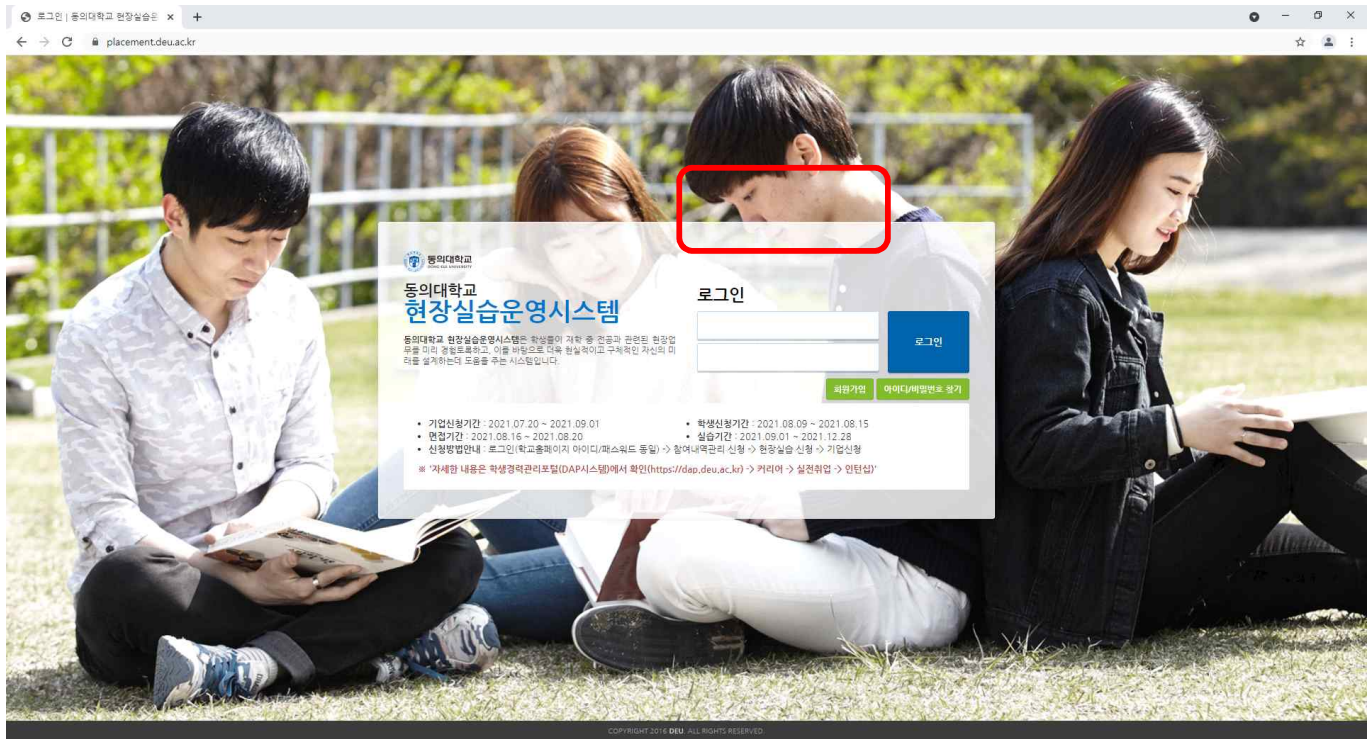 로그인 | 동의대학교 현장실습운
placement.deu.ac.kr
동의대학교
DONG-EUI UNIVERSITY
동의대학교
현장실습운영시스템
동의대학교 현장실습운영시스템은 학생들이 재학 중 전공과 관련된 현장업
무를 미리 경험토록하고, 이를 바탕으로 더욱 현실적이고 구체적인 자신의 미
래를 설계하는데 도움을 주는 시스템입니다.
로그인
로그인
회원가입
아이디/비밀번호 찾기
• 기업신청기간 : 2021.07.20 ~ 2021.09.01
• 학생신청기간 : 2021.08.09 ~ 2021.08.15
• 면접기간 : 2021.08.16 ~ 2021.08.20
• 실습기간 : 2021.09.01 ~ 2021.12.28
• 신청방법안내 : 로그인(학교홈페이지 아이디/패스워드 동일) -> 참여내역관리 신청 -> 현장실습 신청 -> 기업신청
※ '자세한 내용은 학생경력관리포털(DAP시스템)에서 확인(https://dap.deu.ac.kr) -> 커리어 -> 실전취업 -> 인턴십)'
COPYRIGHT 2016 DEU. ALL RIGHTS RESERVED.